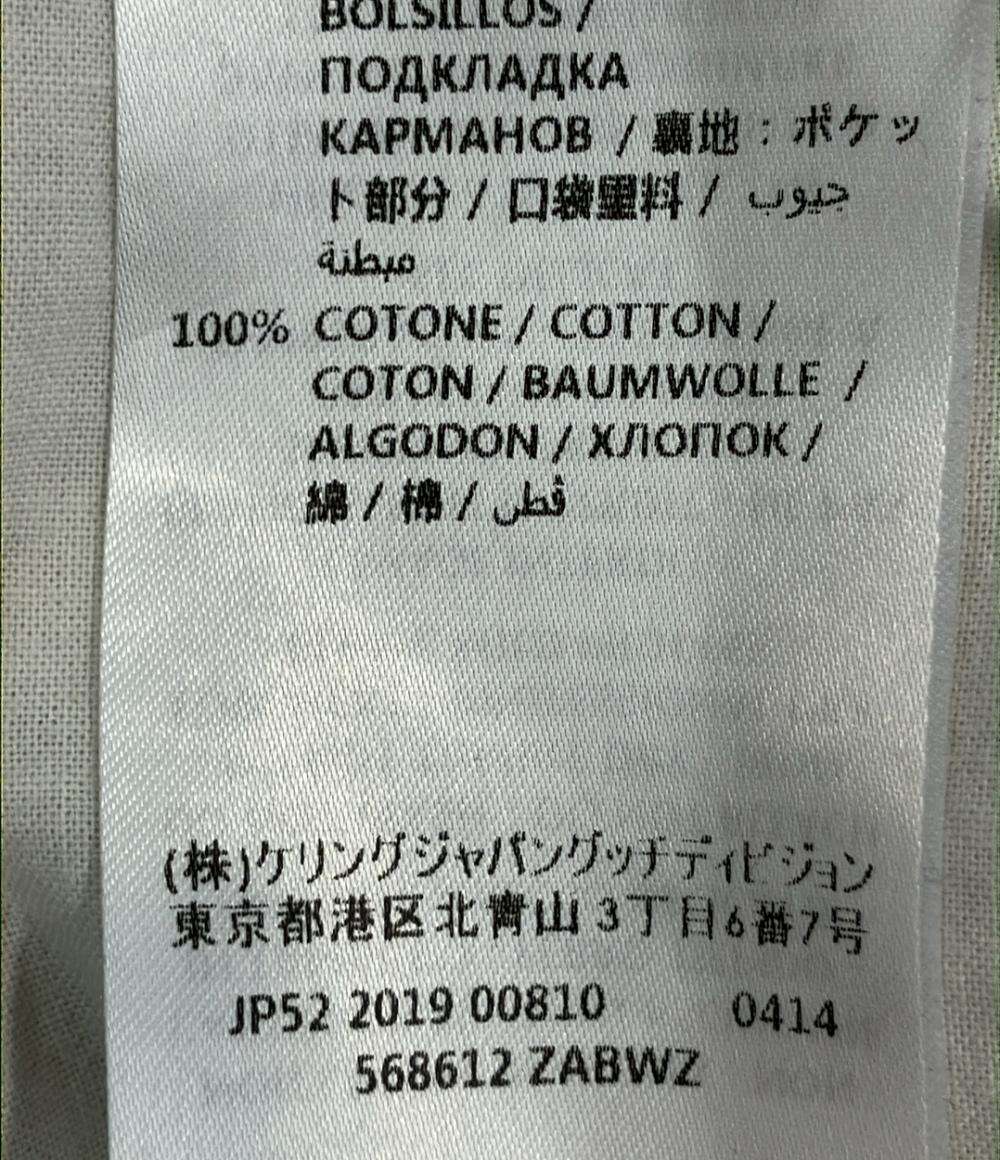 BOLSILLOS /
ПОДКЛАДКА
КАРМАНОВ / 裏地：ポケッ
ト部分 / 口袋里料 / جيوب
مبطنة
100% COTONE / COTTON /
COTON / BAUMWOLLE /
ALGODON / ХЛОПОК /
綿 / 棉 / قطن
(株)ケリングジャパングッチディビジョン
東京都港区北青山3丁目6番7号
JP52 2019 00810 0414
568612 ZABWZ